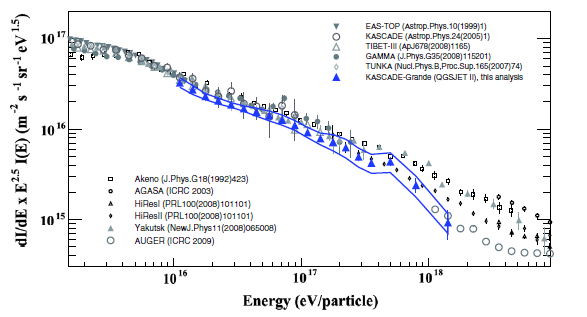 10^17
10^16
10^15
dI/dE x E^2.5 I(E) (m^-2 s^-1 sr^-1 eV^1.5)
EAS-TOP (Astrop.Phys.10(1999)1)
KASCADE (Astrop.Phys.24(2005)1)
TIBET-III (ApJ678(2008)1165)
GAMMA (J.Phys.G35(2008)115201)
TUNKA (Nucl.Phys.B,Proc.Sup.165(2007)74)
KASCADE-Grande (QGSJET II), this analysis
Akeno (J.Phys.G18(1992)423)
AGASA (ICRC 2003)
HiResI (PRL100(2008)101101)
HiResII (PRL100(2008)101101)
Yakutsk (NewJ.Phys11(2008)065008)
AUGER (ICRC 2009)
10^16 10^17 10^18
Energy (eV/particle)